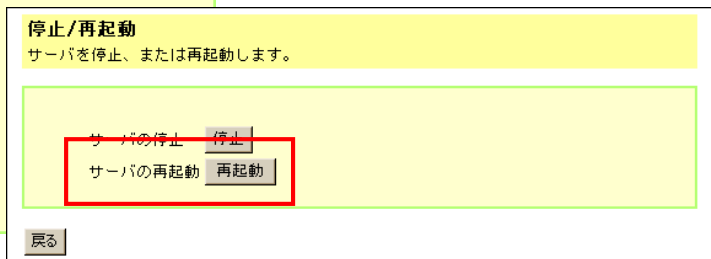 停止/再起動
サーバを停止、または再起動します。
サーバの停止 停止
サーバの再起動 再起動
戻る